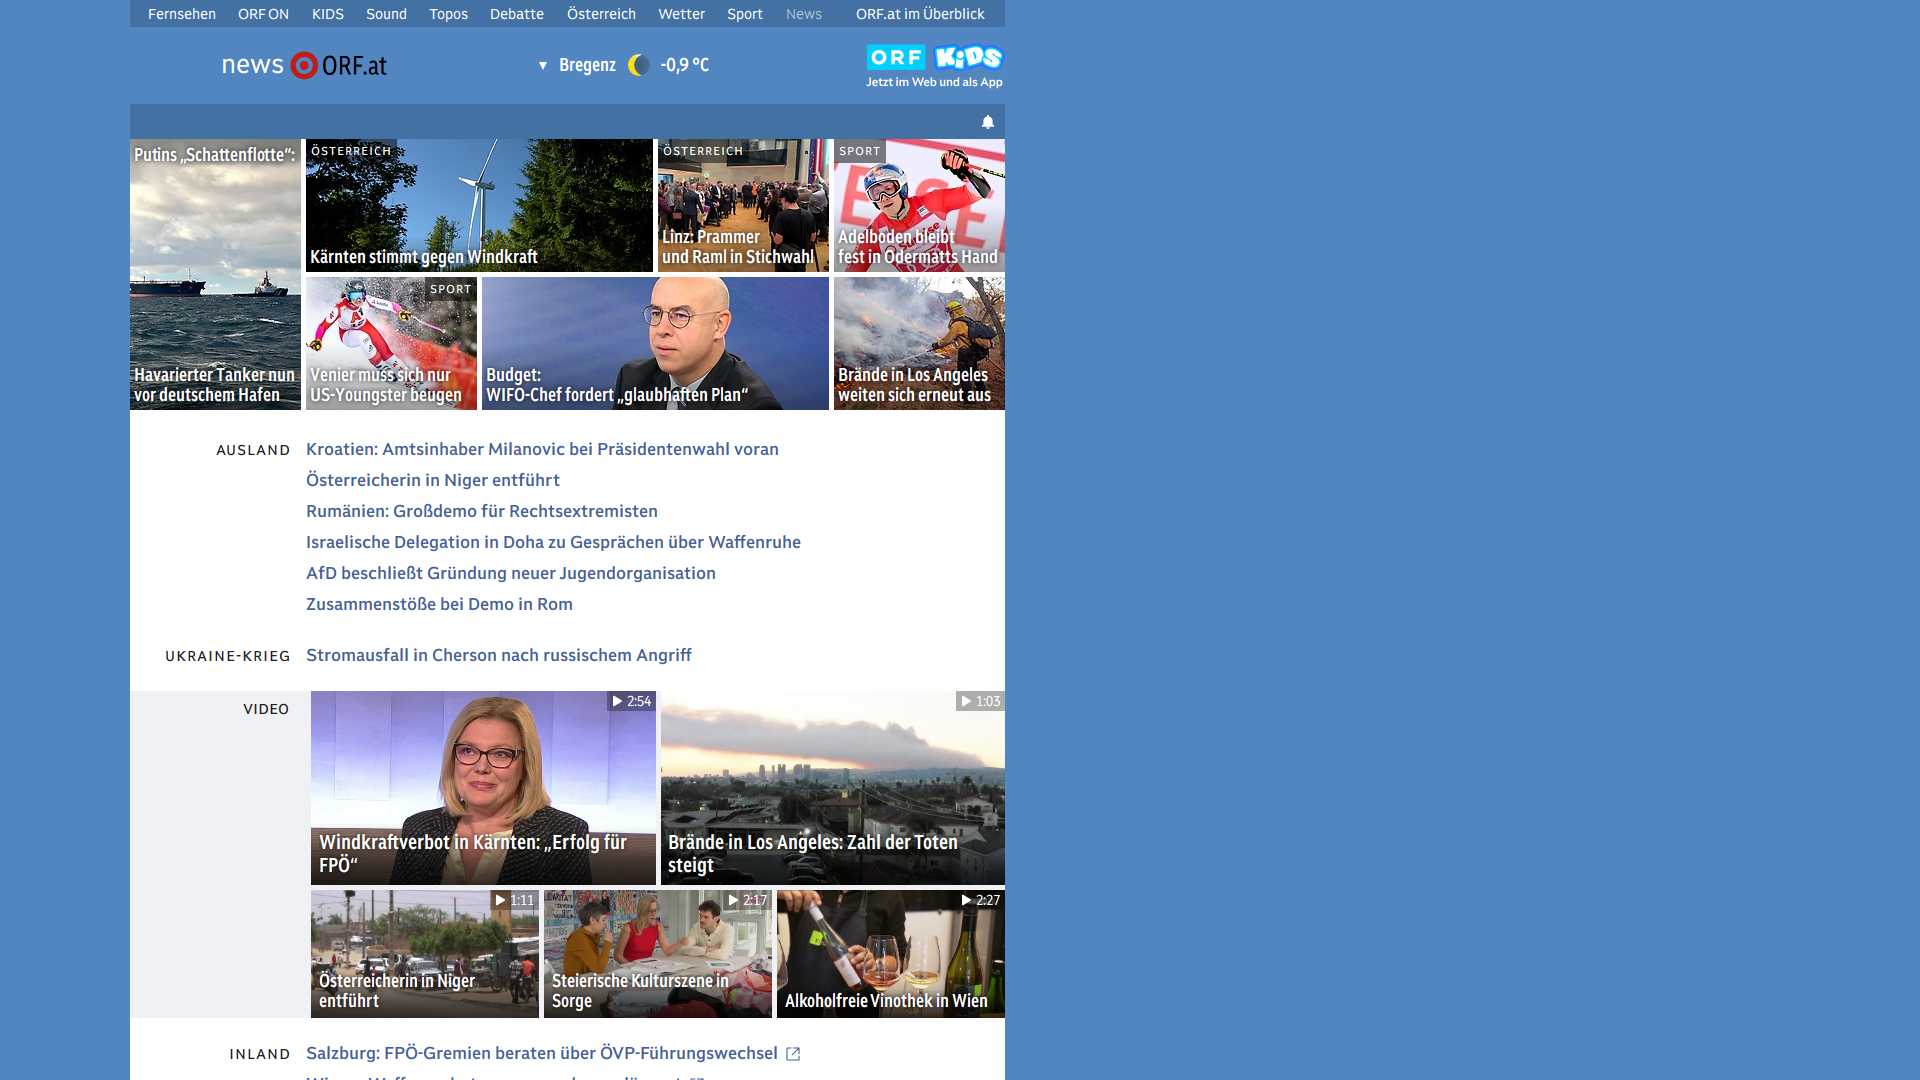 Fernsehen ORF ON KIDS Sound Topos Debatte Österreich Wetter Sport News ORF.at im Überblick
news ORF.at
▼ Bregenz -0,9 °C
ORF KiDS
Jetzt im Web und als App
Putins „Schattenflotte“:
Havarierter Tanker nun
vor deutschem Hafen
ÖSTERREICH
Kärnten stimmt gegen Windkraft
ÖSTERREICH
Linz: Prammer
und Raml in Stichwahl
SPORT
Adelboden bleibt
fest in Odermatts Hand
SPORT
Venier muss sich nur
US-Youngster beugen
Budget:
WIFO-Chef fordert „glaubhaften Plan“
Brände in Los Angeles
weiten sich erneut aus
AUSLAND
Kroatien: Amtsinhaber Milanovic bei Präsidentenwahl voran
Österreicherin in Niger entführt
Rumänien: Großdemo für Rechtsextremisten
Israelische Delegation in Doha zu Gesprächen über Waffenruhe
AfD beschließt Gründung neuer Jugendorganisation
Zusammenstöße bei Demo in Rom
UKRAINE-KRIEG
Stromausfall in Cherson nach russischem Angriff
VIDEO
2:54
Windkraftverbot in Kärnten: „Erfolg für
FPÖ“
1:03
Brände in Los Angeles: Zahl der Toten
steigt
1:11
Österreicherin in Niger
entführt
2:17
Steierische Kulturszene in
Sorge
2:27
Alkoholfreie Vinothek in Wien
INLAND
Salzburg: FPÖ-Gremien beraten über ÖVP-Führungswechsel